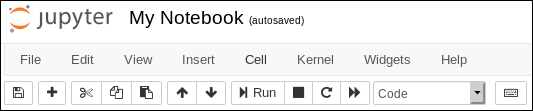 jupyter My Notebook (autosaved)
File Edit View Insert Cell Kernel Widgets Help
Run Code